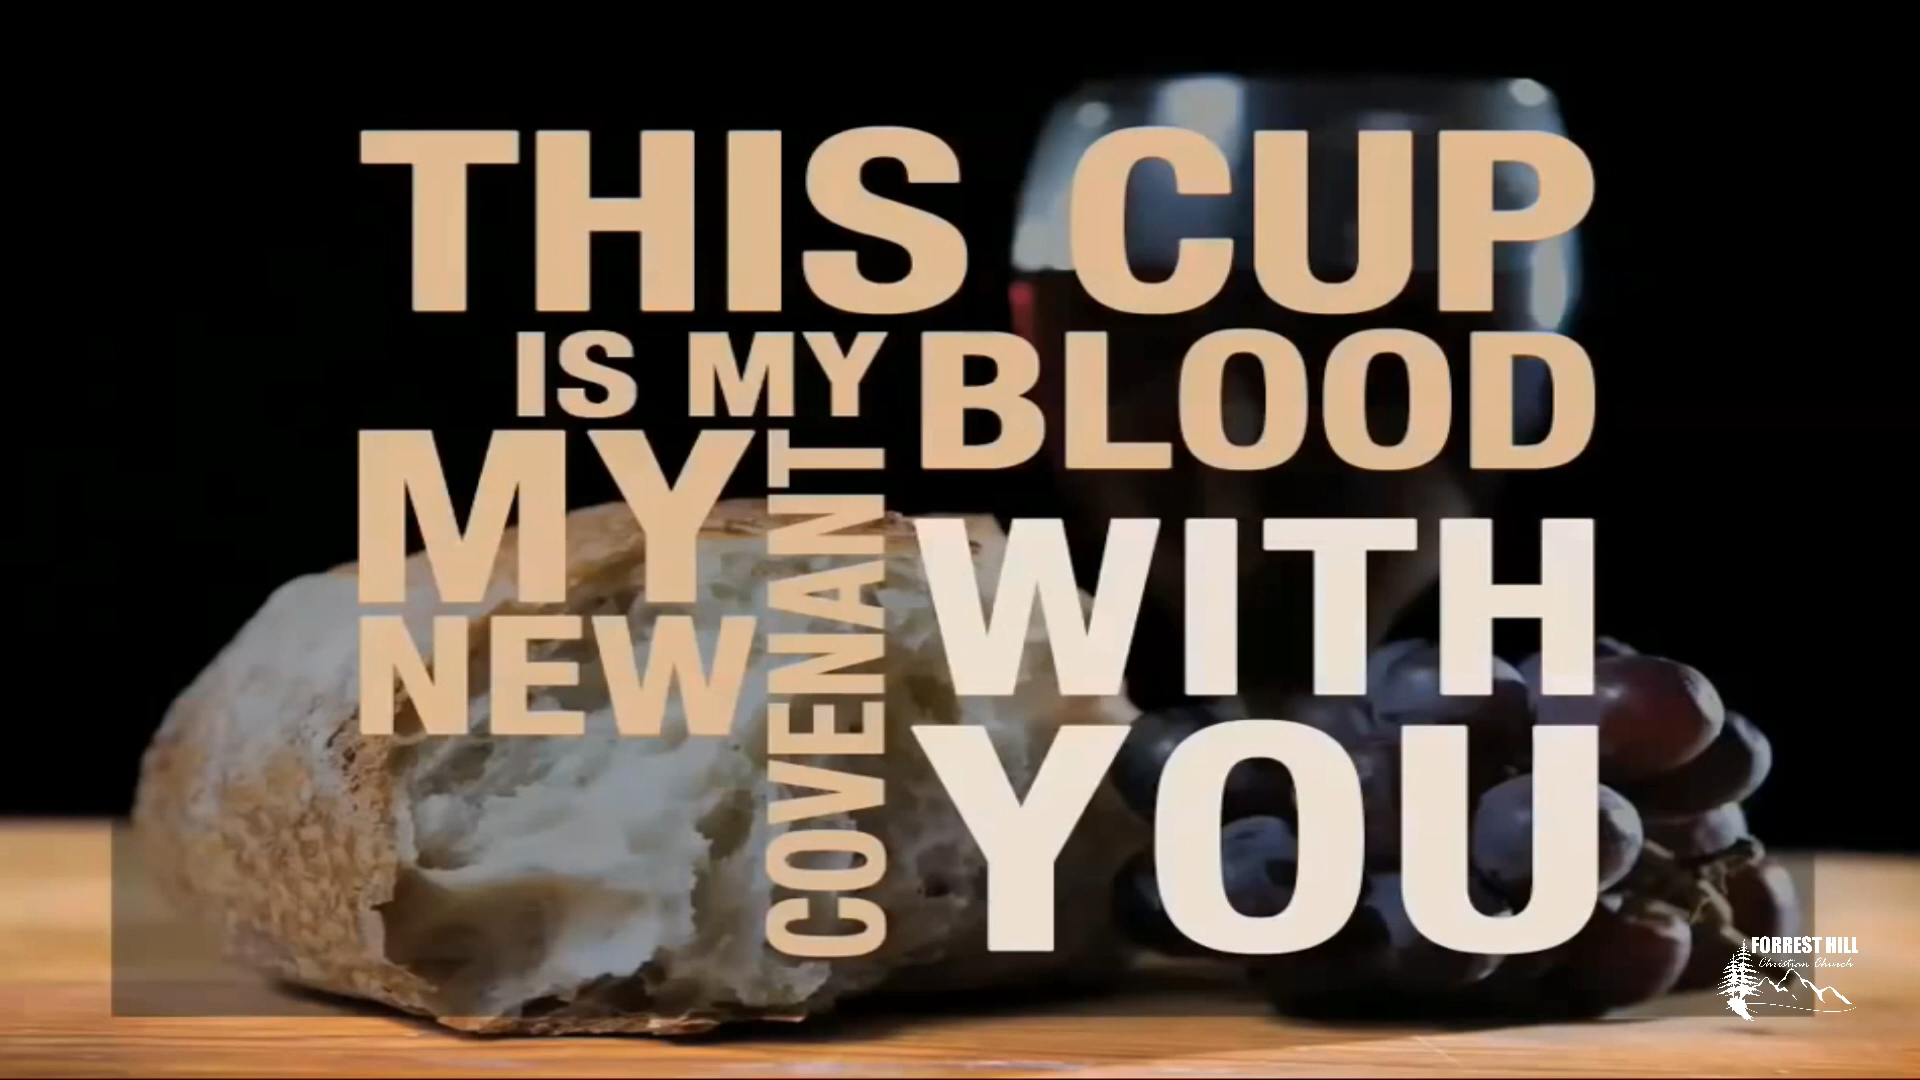 THIS CUP
IS MY BLOOD
MY
NEW
COVENANT
WITH
YOU
FORREST HILL
Christian Church